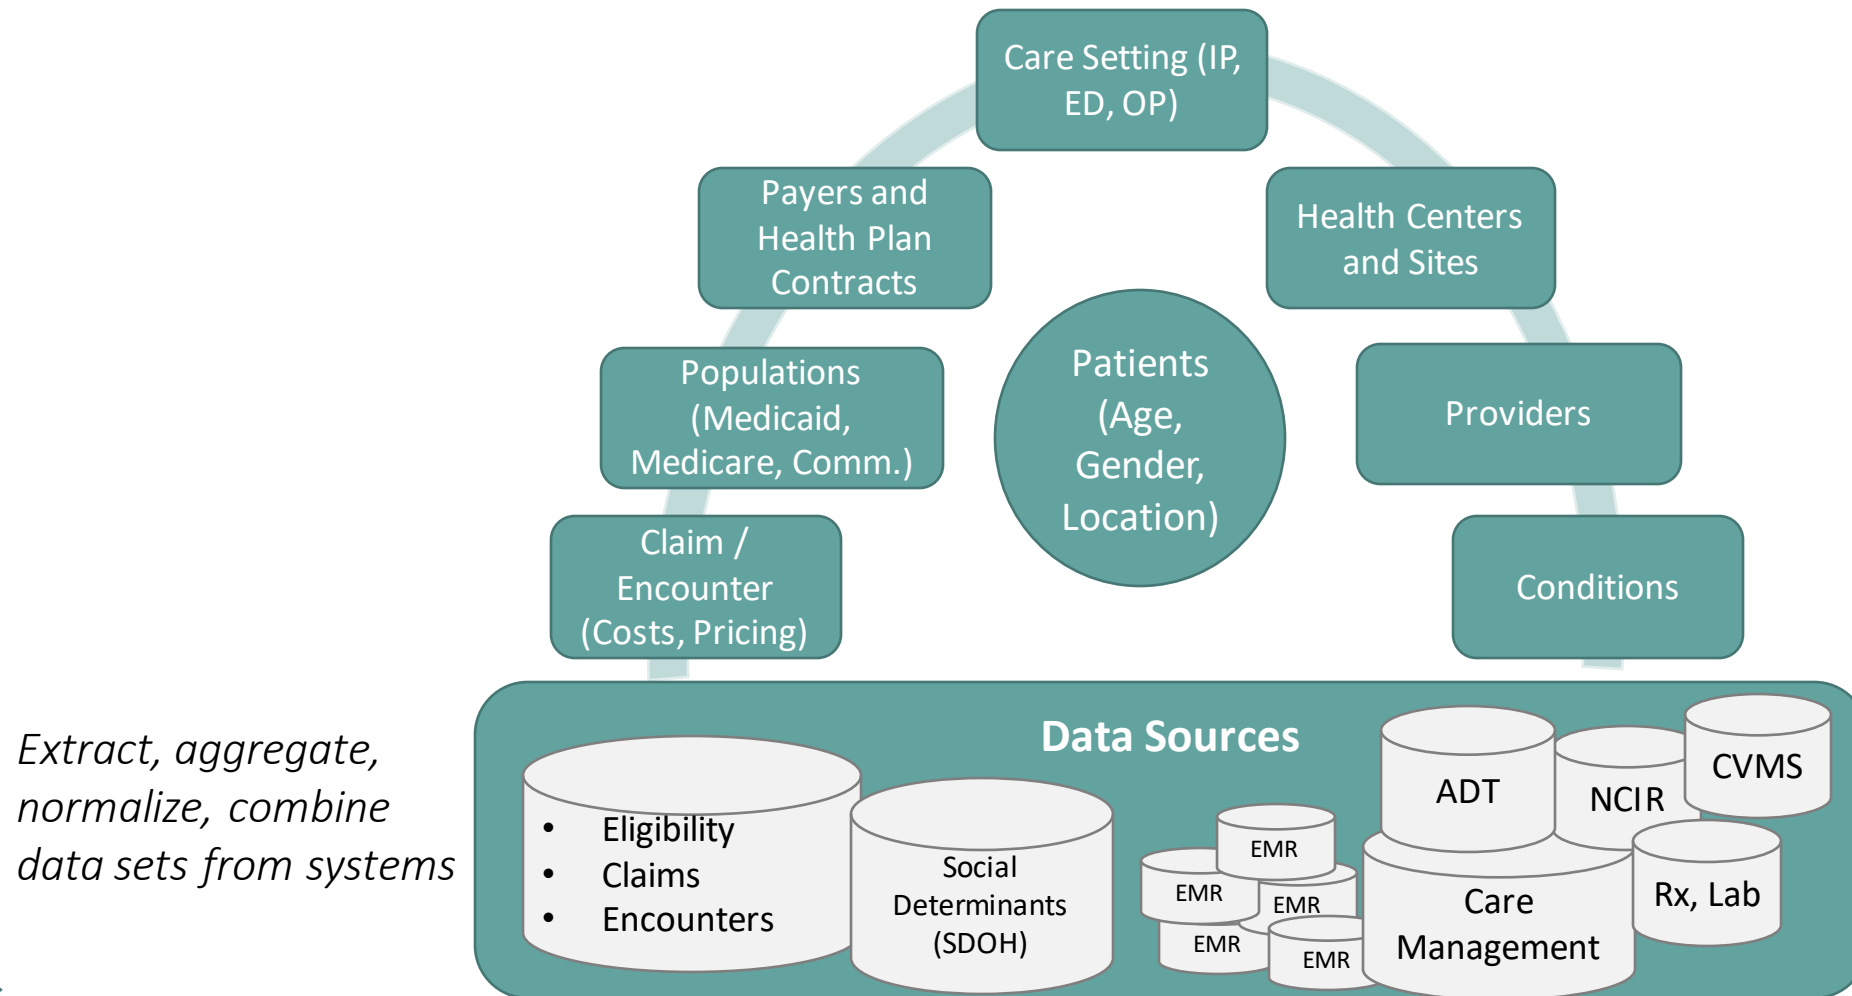 Care Setting (IP,
ED, OP)
Payers and
Health Plan
Contracts
Health Centers
and Sites
Populations
(Medicaid,
Medicare, Comm.)
Patients
(Age,
Gender,
Location)
Providers
Claim /
Encounter
(Costs, Pricing)
Conditions
Extract, aggregate,
normalize, combine
data sets from systems
Data Sources
• Eligibility
• Claims
• Encounters
Social
Determinants
(SDOH)
EMR
EMR
EMR
EMR
EMR
ADT
NCIR
CVMS
Care
Management
Rx, Lab